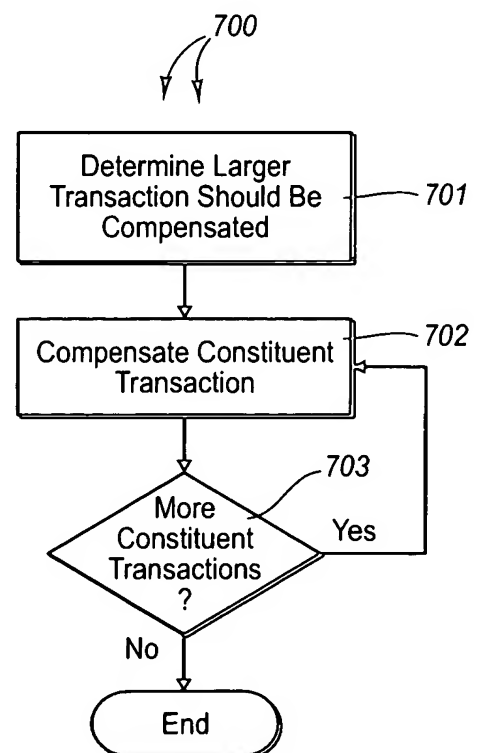 700
Determine Larger
Transaction Should Be
Compensated
701
702
Compensate Constituent
Transaction
703
More
Constituent
Transactions
?
Yes
No
End